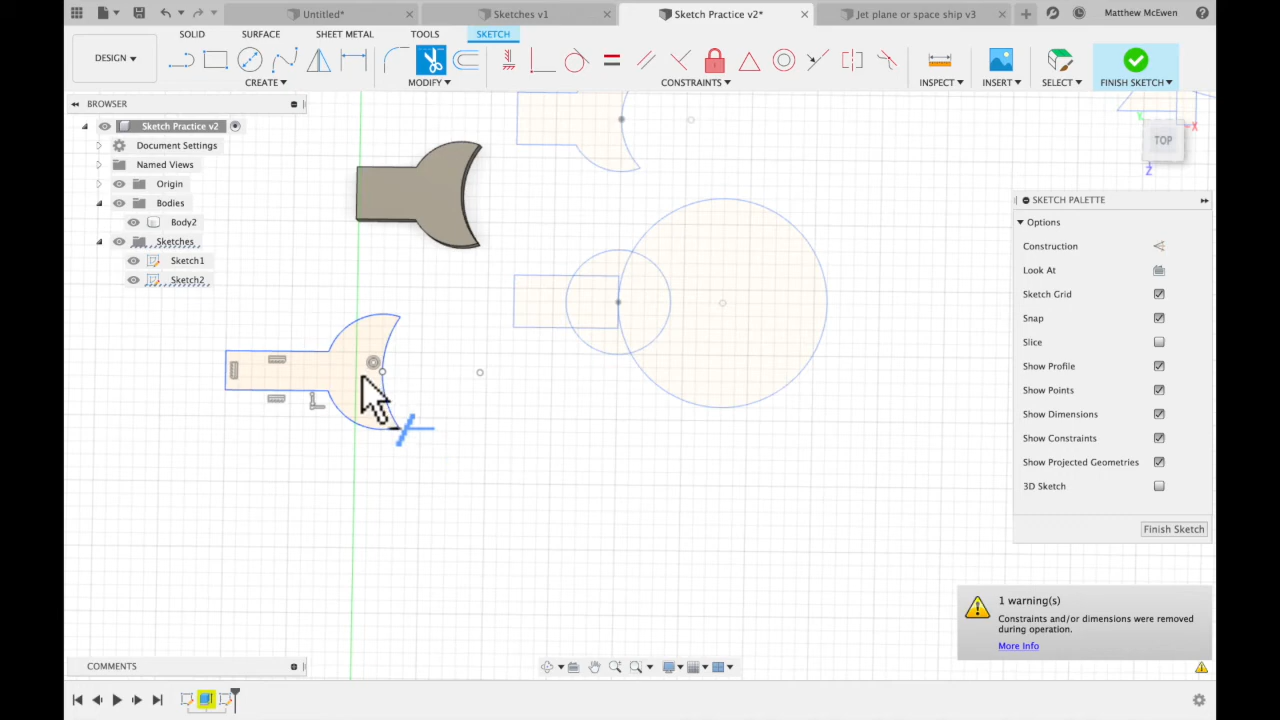 Untitled*
Sketches v1
Sketch Practice v2*
Jet plane or space ship v3
Matthew McEwen
SOLID
SURFACE
SHEET METAL
TOOLS
SKETCH
DESIGN
CREATE
MODIFY
CONSTRAINTS
INSPECT
INSERT
SELECT
FINISH SKETCH
BROWSER
Sketch Practice v2
Document Settings
Named Views
Origin
Bodies
Body2
Sketches
Sketch1
Sketch2
TOP
X
Y
Z
SKETCH PALETTE
Options
Construction
Look At
Sketch Grid
Snap
Slice
Show Profile
Show Points
Show Dimensions
Show Constraints
Show Projected Geometries
3D Sketch
Finish Sketch
1 warning(s)
Constraints and/or dimensions were removed
during operation.
More Info
COMMENTS